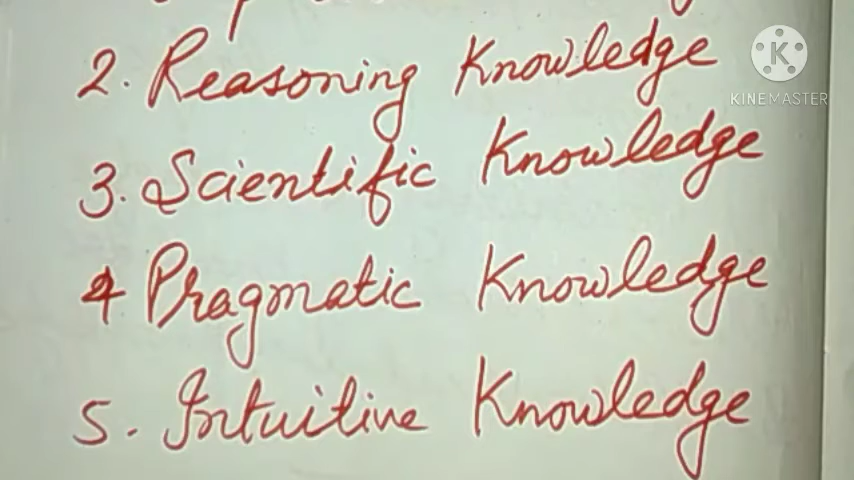 2. Reasoning Knowledge
3. Scientific Knowledge
4 Pragmatic Knowledge
5. Intuitive Knowledge
KINEMASTER